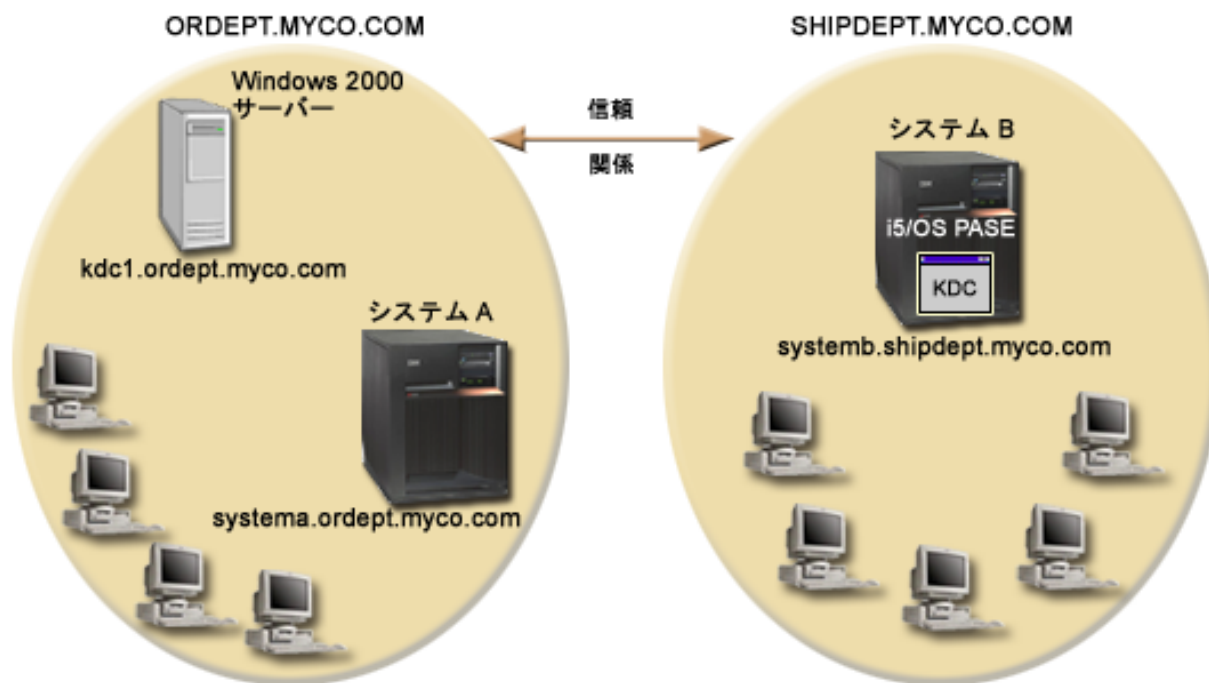 ORDEPT.MYCO.COM
Windows 2000
サーバー
kdc1.ordept.myco.com
システム A
systema.ordept.myco.com
信頼
関係
SHIPDEPT.MYCO.COM
システム B
i5/OS PASE
KDC
systemb.shipdept.myco.com